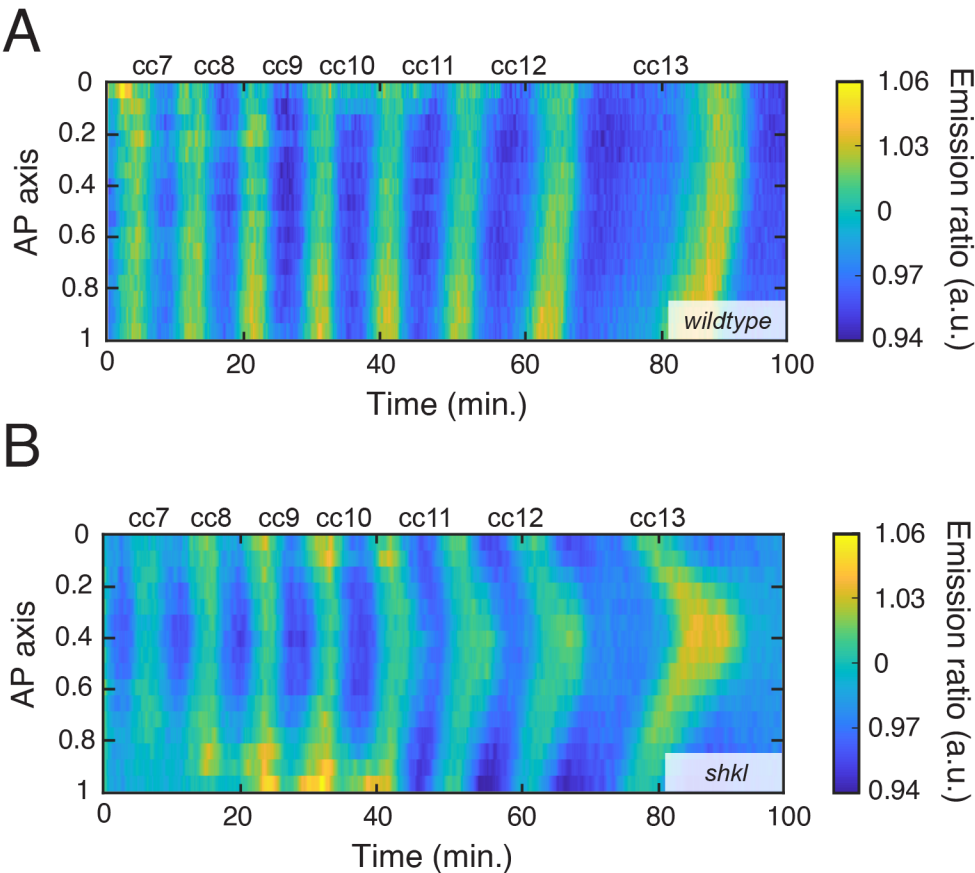 A
cc7 cc8 cc9 cc10 cc11 cc12 cc13
0
0.2
0.4
0.6
0.8
1
AP axis
wildtype
0 20 40 60 80 100
Time (min.)
1.06
1.03
0
0.97
0.94
Emission ratio (a.u.)
B
cc7 cc8 cc9 cc10 cc11 cc12 cc13
0
0.2
0.4
0.6
0.8
1
AP axis
shkl
0 20 40 60 80 100
Time (min.)
1.06
1.03
0
0.97
0.94
Emission ratio (a.u.)